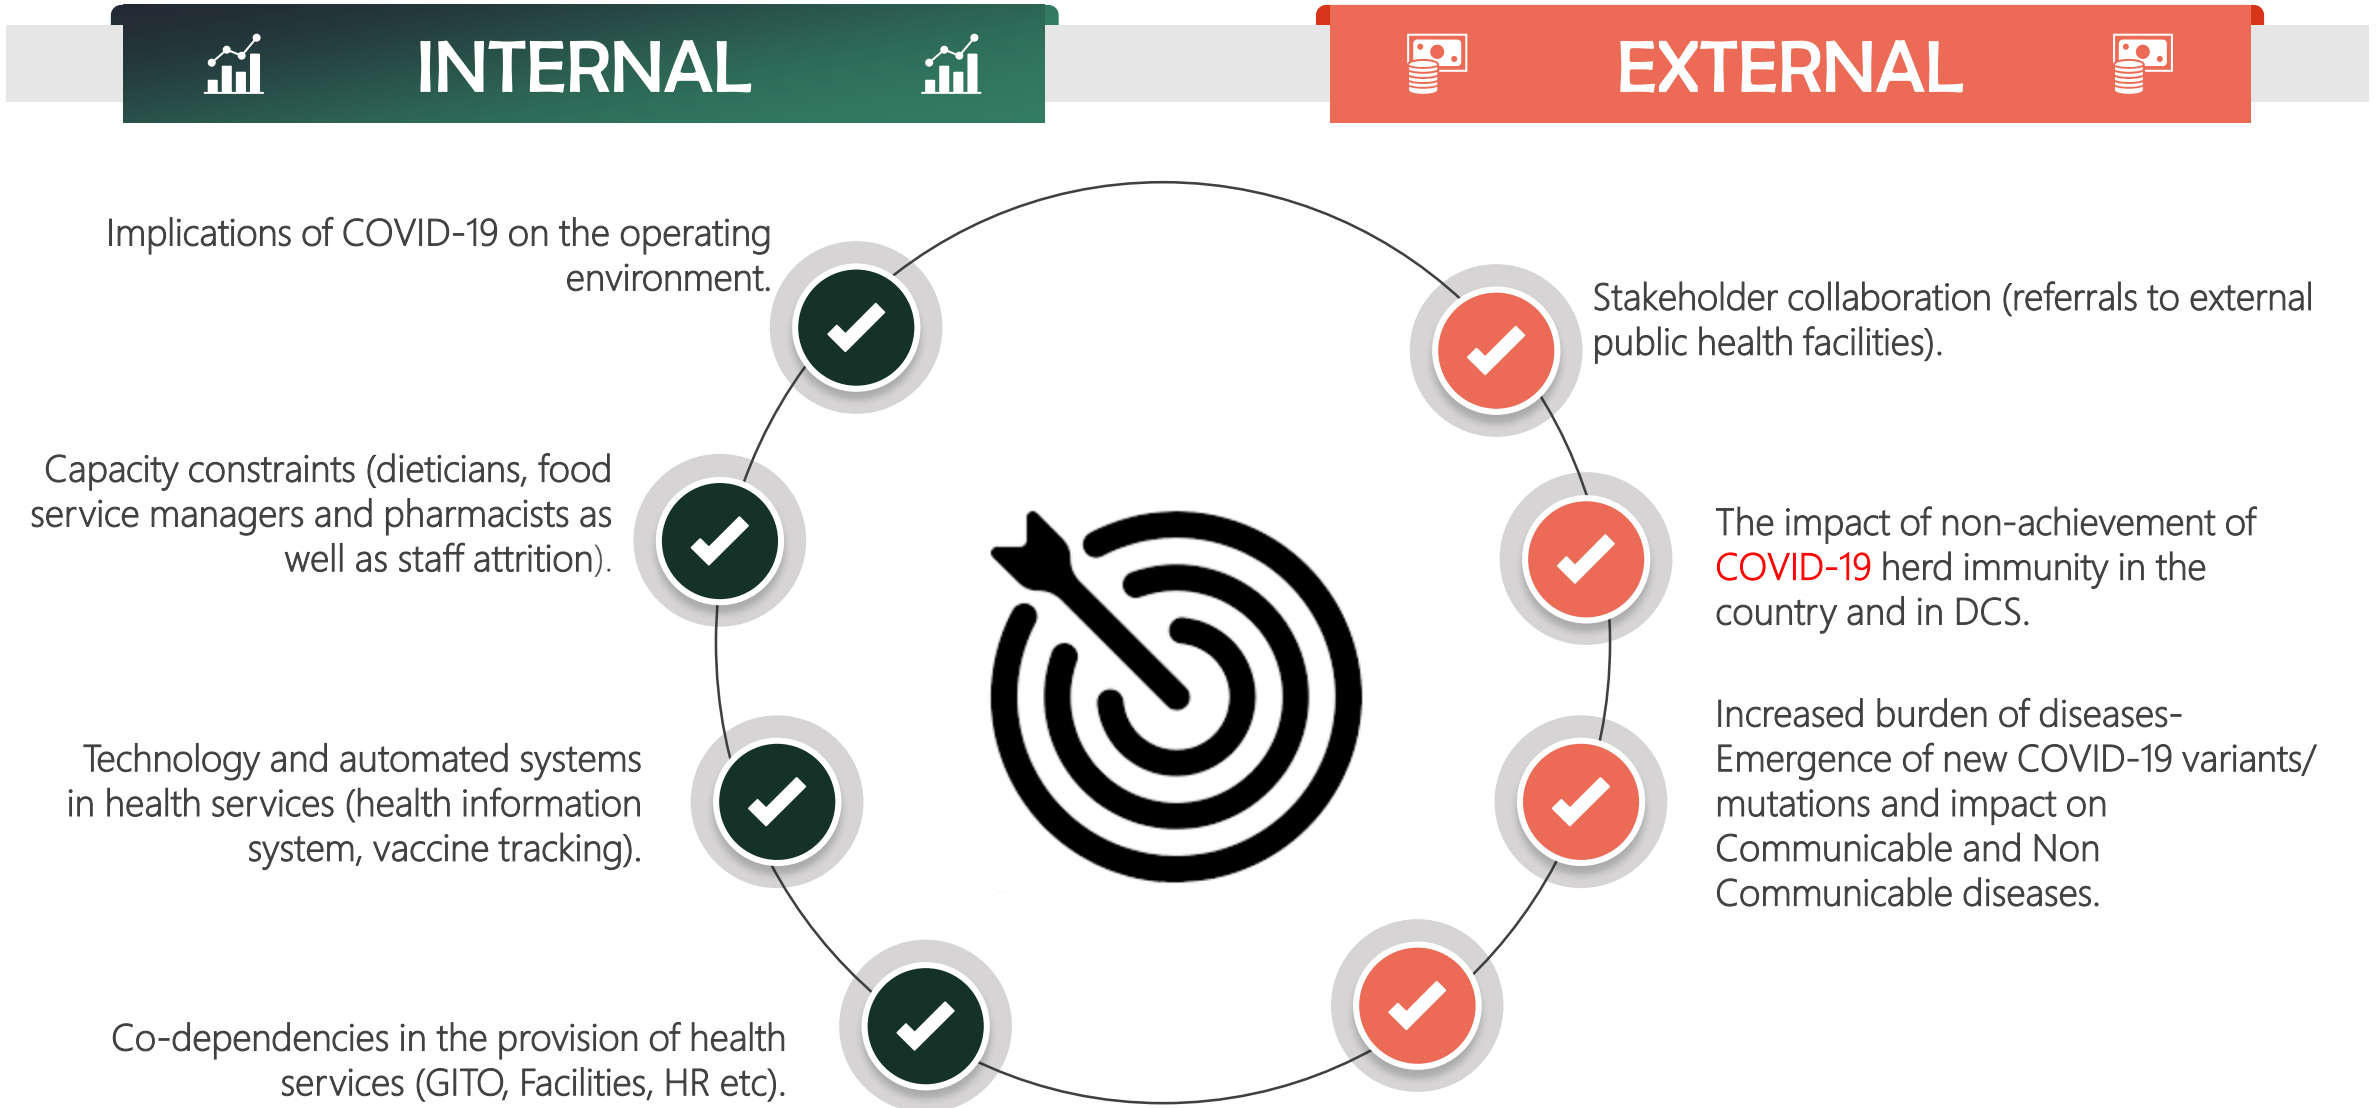 INTERNAL
EXTERNAL
Implications of COVID-19 on the operating
environment.
Capacity constraints (dieticians, food
service managers and pharmacists as
well as staff attrition).
Technology and automated systems
in health services (health information
system, vaccine tracking).
Co-dependencies in the provision of health
services (GITO, Facilities, HR etc).
Stakeholder collaboration (referrals to external
public health facilities).
The impact of non-achievement of
COVID-19 herd immunity in the
country and in DCS.
Increased burden of diseases-
Emergence of new COVID-19 variants/
mutations and impact on
Communicable and Non
Communicable diseases.